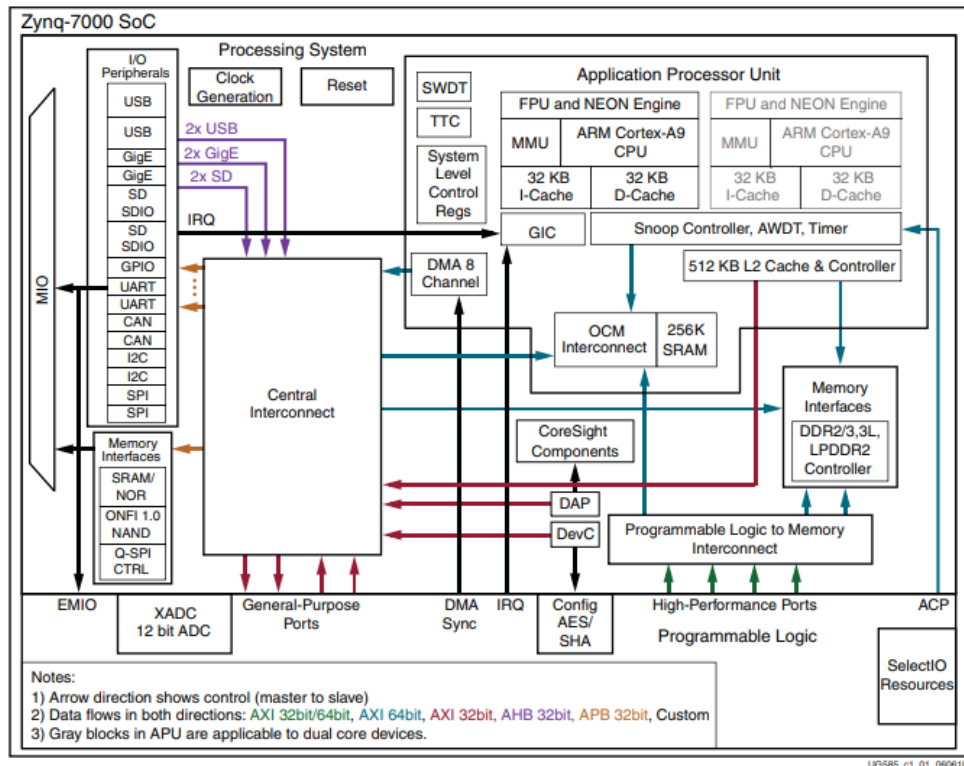 Zynq-7000 SoC
Processing System
I/O
Peripherals
USB
USB
GigE
GigE
SD
SDIO
SD
SDIO
GPIO
UART
UART
CAN
CAN
I2C
I2C
SPI
SPI
MIO
Memory
Interfaces
SRAM/
NOR
ONFI 1.0
NAND
Q-SPI
CTRL
Clock
Generation
Reset
2x USB
2x GigE
2x SD
IRQ
Central
Interconnect
SWDT
TTC
System
Level
Control
Regs
DMA 8
Channel
Application Processor Unit
FPU and NEON Engine
MMU
ARM Cortex-A9
CPU
32 KB
I-Cache
32 KB
D-Cache
FPU and NEON Engine
MMU
ARM Cortex-A9
CPU
32 KB
I-Cache
32 KB
D-Cache
GIC
Snoop Controller, AWDT, Timer
512 KB L2 Cache & Controller
OCM
Interconnect
256K
SRAM
Memory
Interfaces
DDR2/3,3L,
LPDDR2
Controller
CoreSight
Components
DAP
DevC
Programmable Logic to Memory
Interconnect
EMIO
XADC
12 bit ADC
General-Purpose
Ports
DMA
Sync
IRQ
Config
AES/
SHA
High-Performance Ports
ACP
Programmable Logic
SelectIO
Resources
Notes:
1) Arrow direction shows control (master to slave)
2) Data flows in both directions: AXI 32bit/64bit, AXI 64bit, AXI 32bit, AHB 32bit, APB 32bit, Custom
3) Gray blocks in APU are applicable to dual core devices.